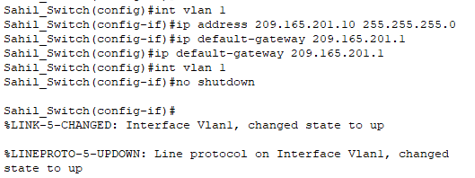 Sahil_Switch(config)#int vlan 1
Sahil_Switch(config-if)#ip address 209.165.201.10 255.255.255.0
Sahil_Switch(config-if)#ip default-gateway 209.165.201.1
Sahil_Switch(config)#ip default-gateway 209.165.201.1
Sahil_Switch(config)#int vlan 1
Sahil_Switch(config-if)#no shutdown
Sahil_Switch(config-if)#
%LINK-5-CHANGED: Interface Vlan1, changed state to up
%LINEPROTO-5-UPDOWN: Line protocol on Interface Vlan1, changed
state to up